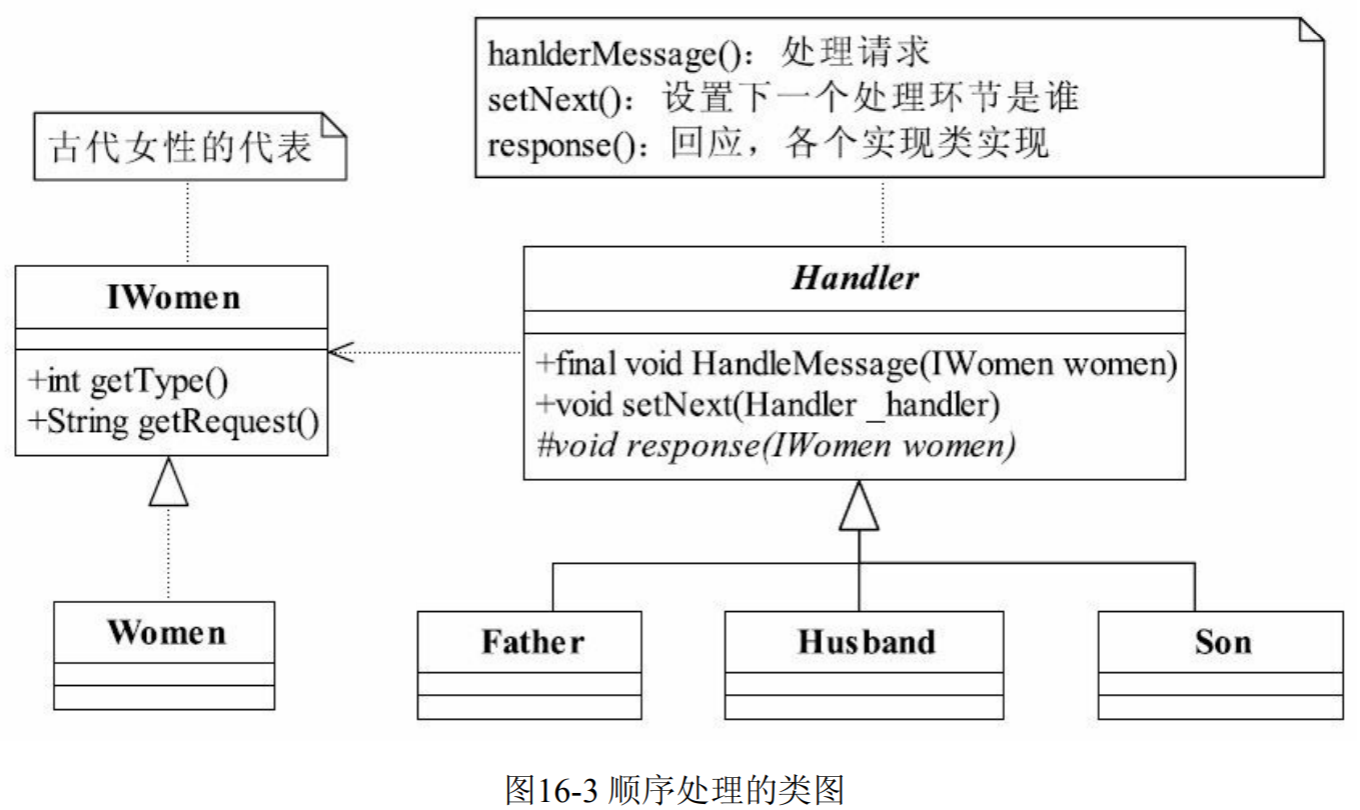 hanlderMessage()：处理请求
setNext()：设置下一个处理环节是谁
response()：回应，各个实现类实现
古代女性的代表
IWomen
+int getType()
+String getRequest()
Handler
+final void HandleMessage(IWomen women)
+void setNext(Handler _handler)
#void response(IWomen women)
Women
Father
Husband
Son
图16-3 顺序处理的类图